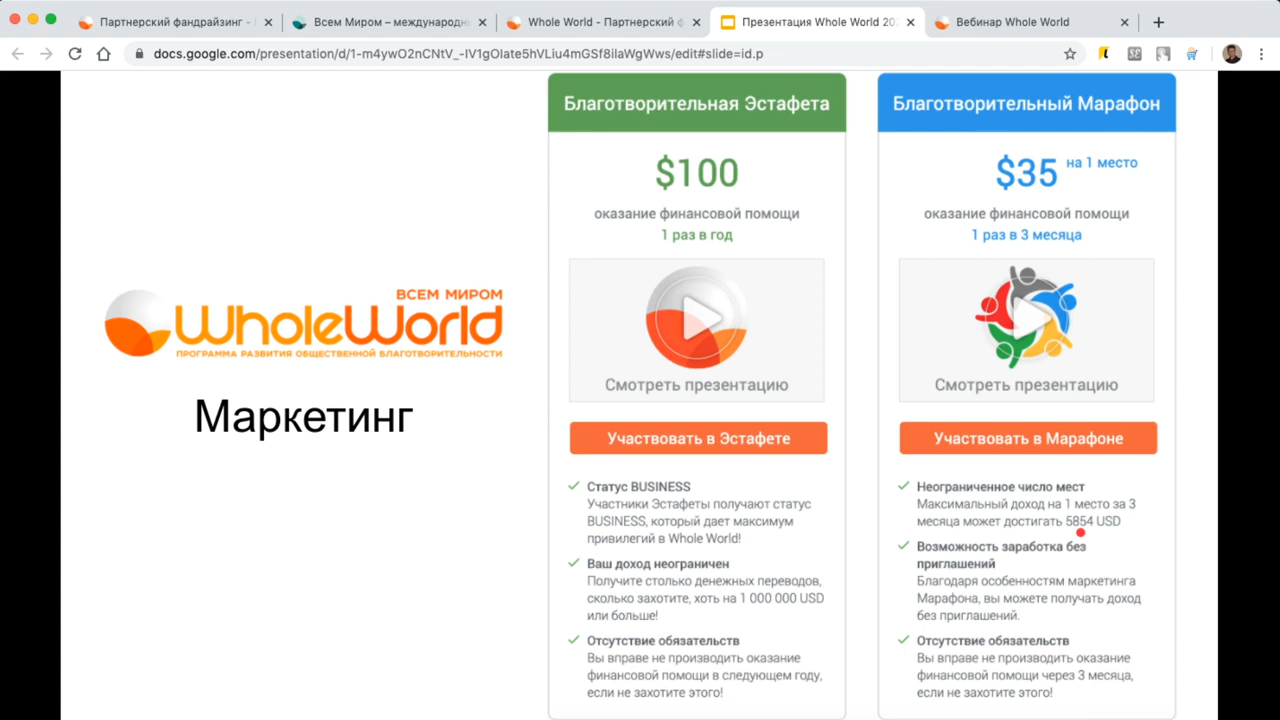 Партнерский фандрайзинг -
Всем Миром – международн
Whole World - Партнерский ф
Презентация Whole World 20
Вебинар Whole World
docs.google.com/presentation/d/1-m4ywO2nCNtV_-IV1gOIate5hVLiu4mGSf8ilaWgWws/edit#slide=id.p
ВСЕМ МИРОМ
WholeWorld
ПРОГРАММА РАЗВИТИЯ ОБЩЕСТВЕННОЙ БЛАГОТВОРИТЕЛЬНОСТИ
Маркетинг
Благотворительная Эстафета
$100
оказание финансовой помощи
1 раз в год
Смотреть презентацию
Участвовать в Эстафете
Статус BUSINESS
Участники Эстафеты получают статус
BUSINESS, который дает максимум
привилегий в Whole World!
Ваш доход неограничен
Получите столько денежных переводов,
сколько захотите, хоть на 1 000 000 USD
или больше!
Отсутствие обязательств
Вы вправе не производить оказание
финансовой помощи в следующем году,
если не захотите этого!
Благотворительный Марафон
$35 на 1 место
оказание финансовой помощи
1 раз в 3 месяца
Смотреть презентацию
Участвовать в Марафоне
Неограниченное число мест
Максимальный доход на 1 место за 3
месяца может достигать 5854 USD
Возможность заработка без
приглашений
Благодаря особенностям маркетинга
Марафона, вы можете получать доход
без приглашений.
Отсутствие обязательств
Вы вправе не производить оказание
финансовой помощи через 3 месяца,
если не захотите этого!